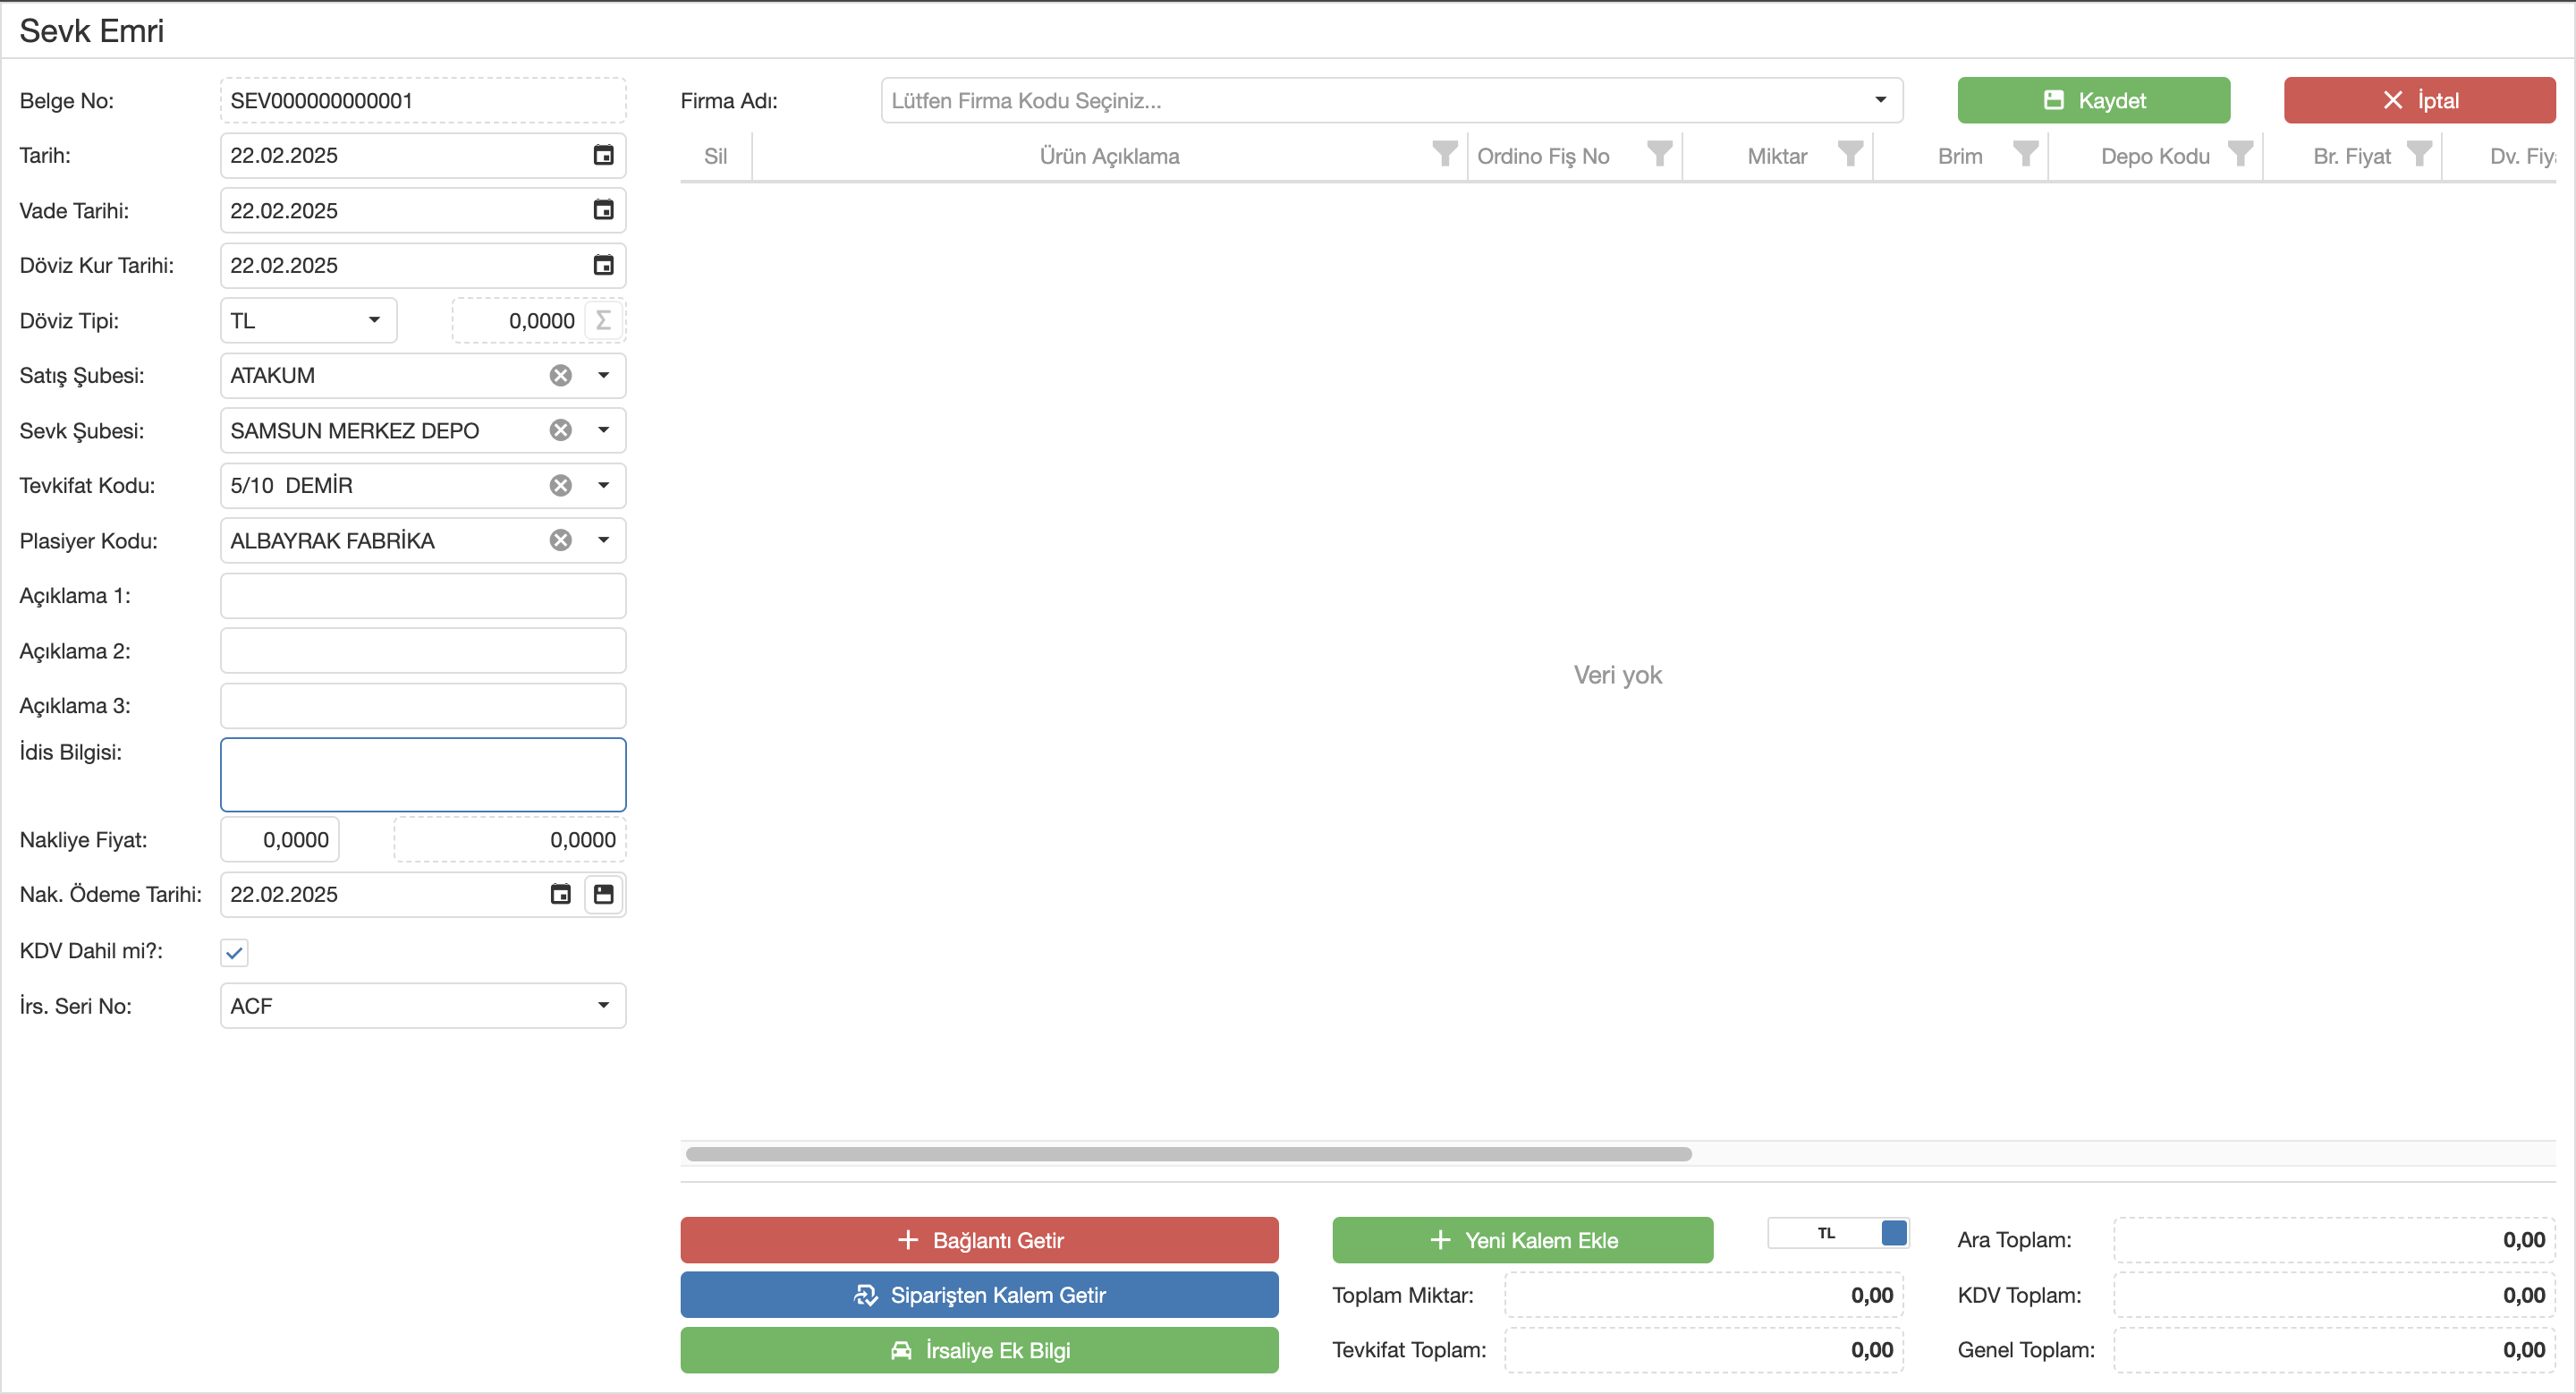 Sevk Emri
Belge No: SEV000000000001
Tarih: 22.02.2025
Vade Tarihi: 22.02.2025
Döviz Kur Tarihi: 22.02.2025
Döviz Tipi: TL 0,0000 Σ
Satış Şubesi: ATAKUM
Sevk Şubesi: SAMSUN MERKEZ DEPO
Tevkifat Kodu: 5/10 DEMİR
Plasiyer Kodu: ALBAYRAK FABRİKA
Açıklama 1:
Açıklama 2:
Açıklama 3:
İdis Bilgisi:
Nakliye Fiyat: 0,0000 0,0000
Nak. Ödeme Tarihi: 22.02.2025
KDV Dahil mi?:
İrs. Seri No: ACF
Firma Adı: Lütfen Firma Kodu Seçiniz... Kaydet İptal
Sil Ürün Açıklama Ordino Fiş No Miktar Brim Depo Kodu Br. Fiyat Dv. Fiy
Veri yok
Bağlantı Getir
Siparişten Kalem Getir
İrsaliye Ek Bilgi
Yeni Kalem Ekle TL
Toplam Miktar: 0,00
Tevkifat Toplam: 0,00
Ara Toplam: 0,00
KDV Toplam: 0,00
Genel Toplam: 0,00